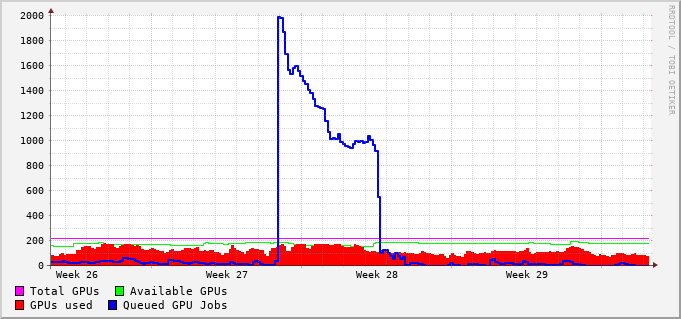 2000
1800
1600
1400
1200
1000
800
600
400
200
0
Week 26 Week 27 Week 28 Week 29
Total GPUs Available GPUs
GPUs used Queued GPU Jobs
RRDTOOL / TOBI OETIKER